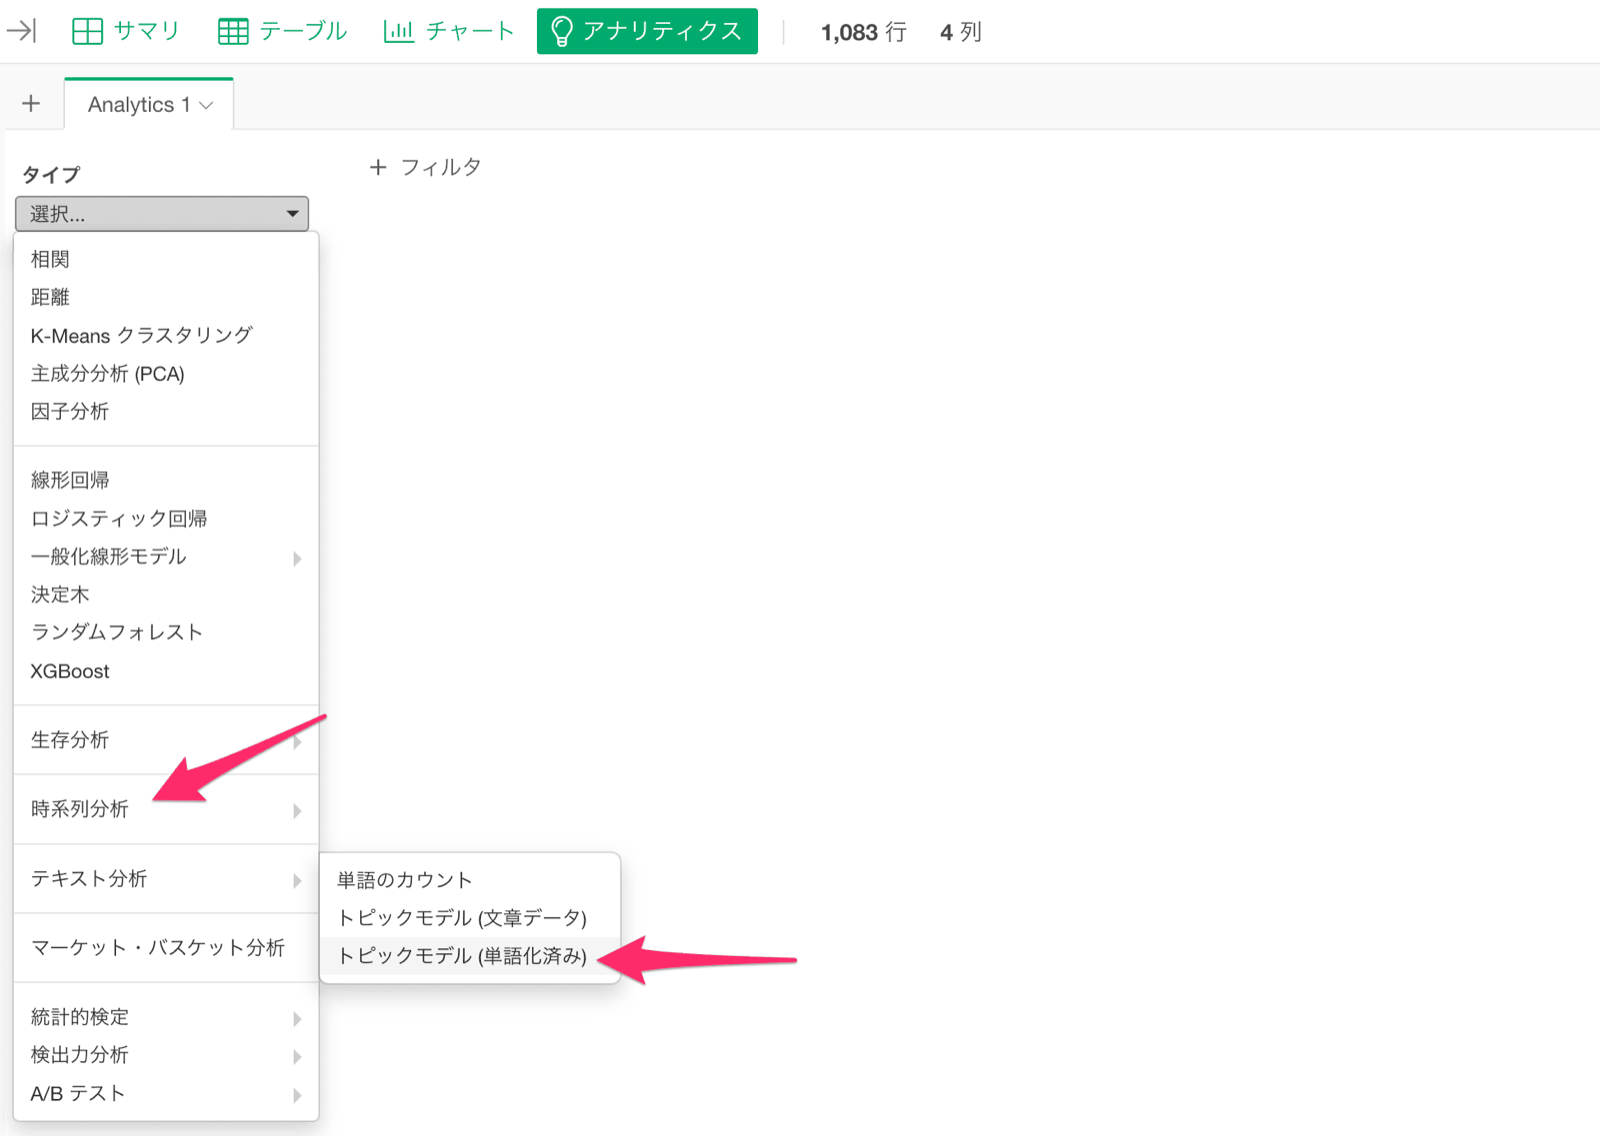 サマリ テーブル チャート アナリティクス 1,083 行 4 列
Analytics 1
タイプ
フィルタ
選択...
相関
距離
K-Means クラスタリング
主成分分析 (PCA)
因子分析
線形回帰
ロジスティック回帰
一般化線形モデル
決定木
ランダムフォレスト
XGBoost
生存分析
時系列分析
テキスト分析
単語のカウント
トピックモデル (文章データ)
トピックモデル (単語化済み)
マーケット・バスケット分析
統計的検定
検出力分析
A/B テスト